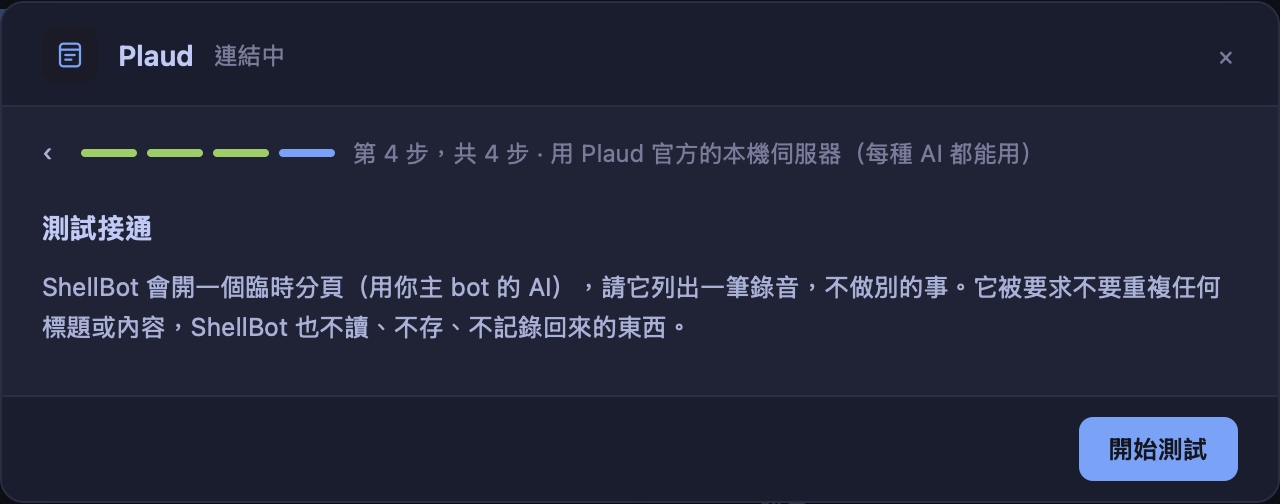 Plaud 連結中
×
‹ 第 4 步，共 4 步 · 用 Plaud 官方的本機伺服器（每種 AI 都能用）
測試接通
ShellBot 會開一個臨時分頁（用你主 bot 的 AI），請它列出一筆錄音，不做別的事。它被要求不要重複任何
標題或內容，ShellBot 也不讀、不存、不記錄回來的東西。
開始測試